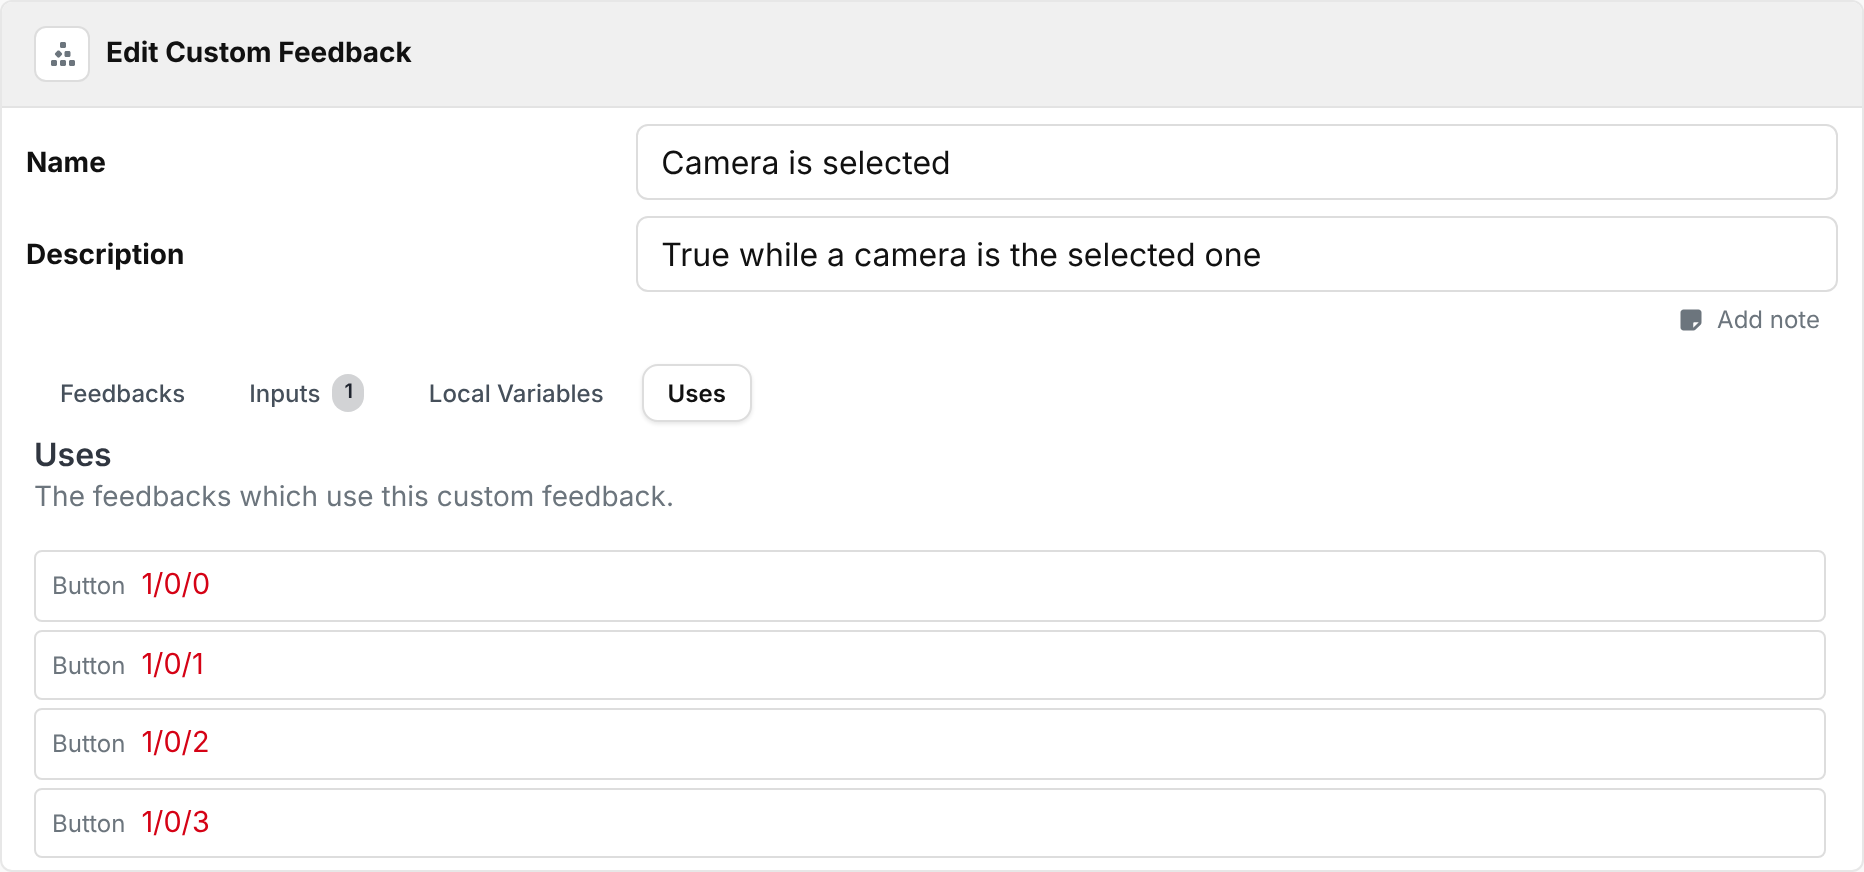 Edit Custom Feedback
Name
Camera is selected
Description
True while a camera is the selected one
Add note
Feedbacks Inputs 1 Local Variables Uses
Uses
The feedbacks which use this custom feedback.
Button 1/0/0
Button 1/0/1
Button 1/0/2
Button 1/0/3